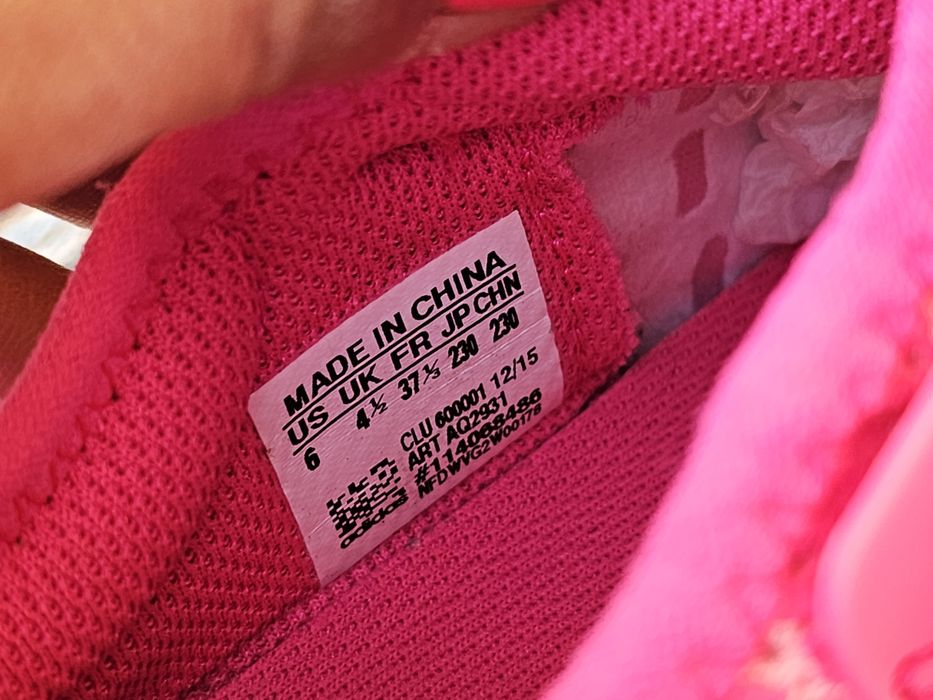 MADE IN CHINA
US UK FR JP CHN
6 4½ 37⅓ 230 230
CLU 600001 12/15
ART AQ2931
#114068486
NFDWVG2W00178
adidas